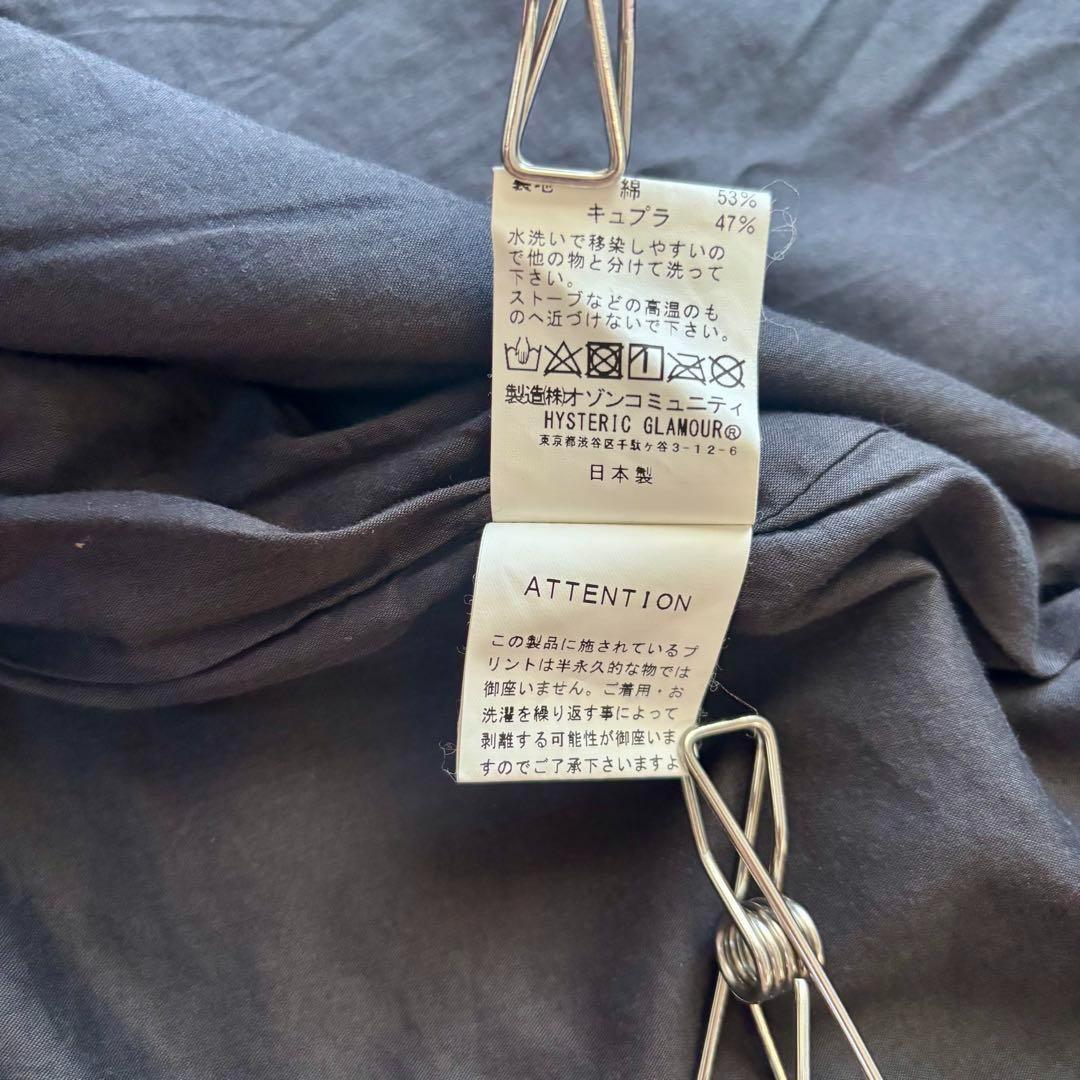 綿 53%
キュプラ 47%
水洗いで移染しやすいの
で他の物と分けて洗って
下さい。
ストーブなどの高温のも
のへ近づけないで下さい。
製造㈱オゾンコミュニティ
HYSTERIC GLAMOUR®
東京都渋谷区千駄ヶ谷3-12-6
日本製
ATTENTION
この製品に施されているプ
リントは半永久的な物では
御座いません。ご着用・お
洗濯を繰り返す事によって
剥離する可能性が御座いま
すのでご了承下さいますよ